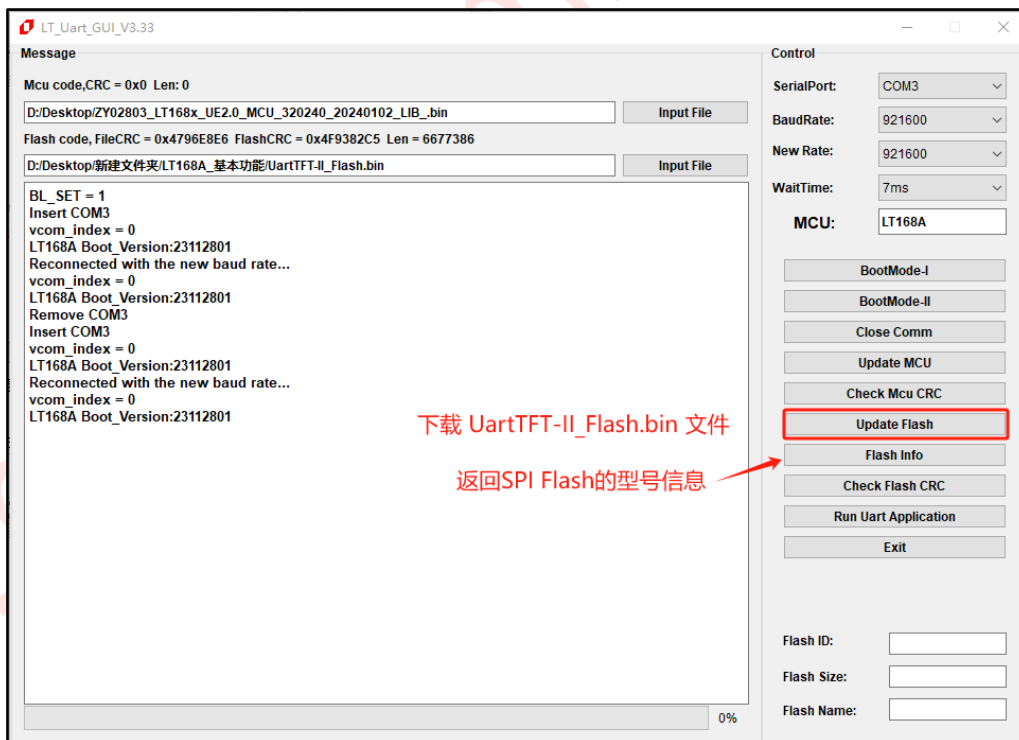 LT_Uart_GUI_V3.33
Message
Mcu code,CRC = 0x0 Len: 0
D:/Desktop/ZY02803_LT168x_UE2.0_MCU_320240_20240102_LIB_.bin
Input File
Flash code, FileCRC = 0x4796E8E6 FlashCRC = 0x4F9382C5 Len = 6677386
D:/Desktop/新建文件夹/LT168A_基本功能/UartTFT-II_Flash.bin
Input File
BL_SET = 1
Insert COM3
vcom_index = 0
LT168A Boot_Version:23112801
Reconnected with the new baud rate...
vcom_index = 0
LT168A Boot_Version:23112801
Remove COM3
Insert COM3
vcom_index = 0
LT168A Boot_Version:23112801
Reconnected with the new baud rate...
vcom_index = 0
LT168A Boot_Version:23112801
下载 UartTFT-II_Flash.bin 文件
返回SPI Flash的型号信息
0%
Control
SerialPort: COM3
BaudRate: 921600
New Rate: 921600
WaitTime: 7ms
MCU: LT168A
BootMode-I
BootMode-II
Close Comm
Update MCU
Check Mcu CRC
Update Flash
Flash Info
Check Flash CRC
Run Uart Application
Exit
Flash ID:
Flash Size:
Flash Name: